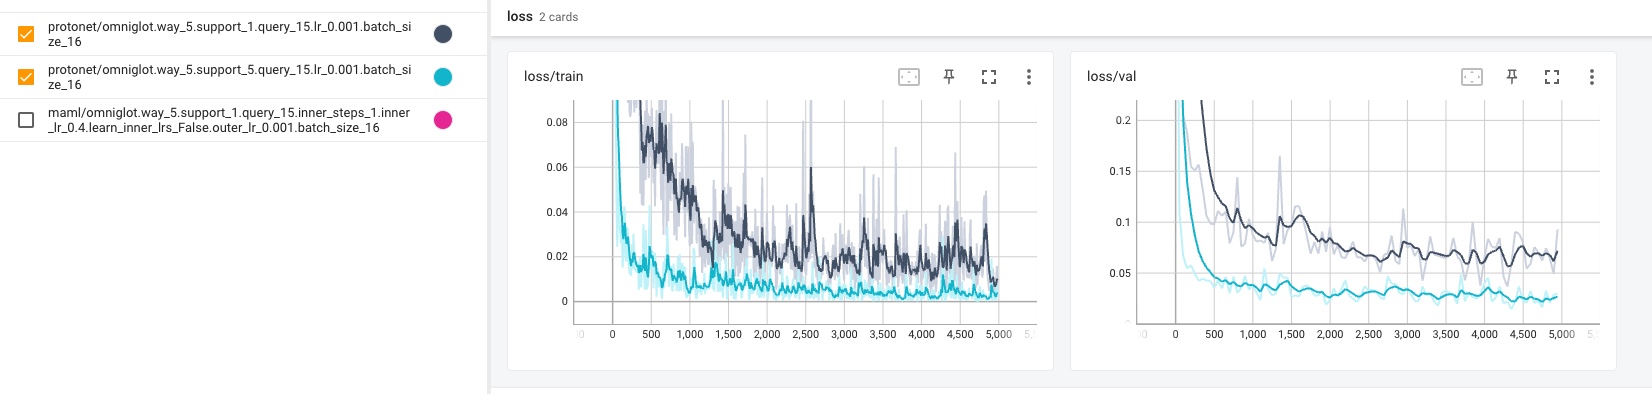 protonet/omniglot.way_5.support_1.query_15.lr_0.001.batch_si
ze_16
protonet/omniglot.way_5.support_5.query_15.lr_0.001.batch_si
ze_16
maml/omniglot.way_5.support_1.query_15.inner_steps_1.inner
_lr_0.4.learn_inner_lrs_False.outer_lr_0.001.batch_size_16
loss 2 cards
loss/train
0.08
0.06
0.04
0.02
0
0 500 1,000 1,500 2,000 2,500 3,000 3,500 4,000 4,500 5,000
loss/val
0.2
0.15
0.1
0.05
0 500 1,000 1,500 2,000 2,500 3,000 3,500 4,000 4,500 5,000